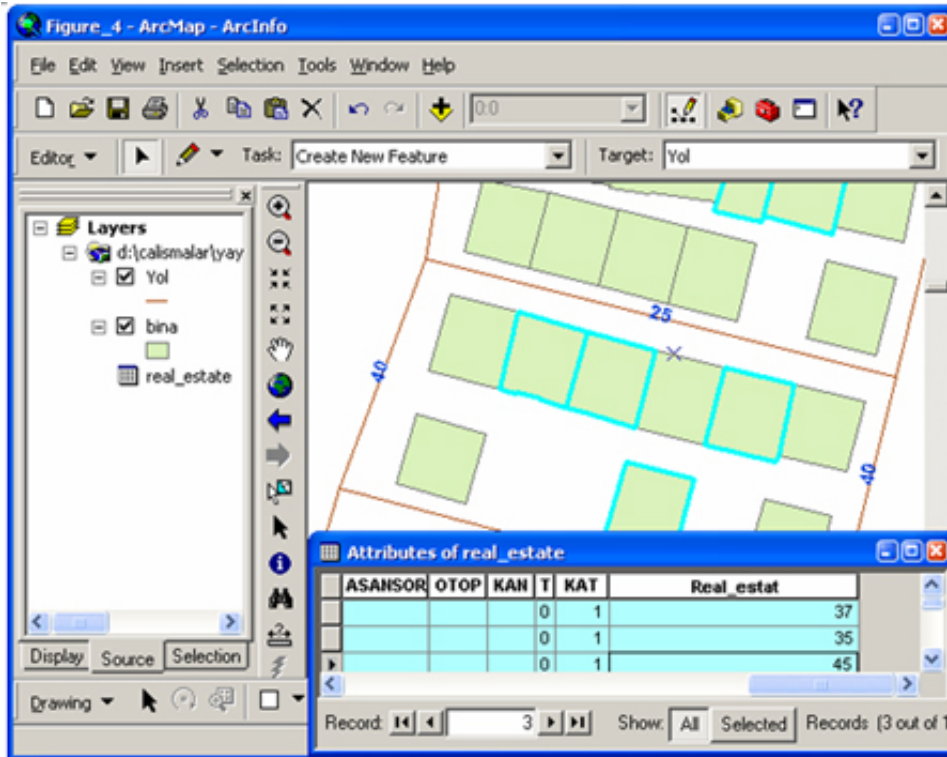 Figure_4 - ArcMap - ArcInfo
File Edit View Insert Selection Tools Window Help
0:0
Editor Task: Create New Feature Target: Yol
Layers
d:\calismalar\yay
Yol
bina
real_estate
25
40
40
Display Source Selection
Drawing
Attributes of real_estate
ASANSOR OTOP KAN T KAT Real_estat
0 1 37
0 1 35
0 1 45
Record: 3 Show: All Selected Records (3 out of 1